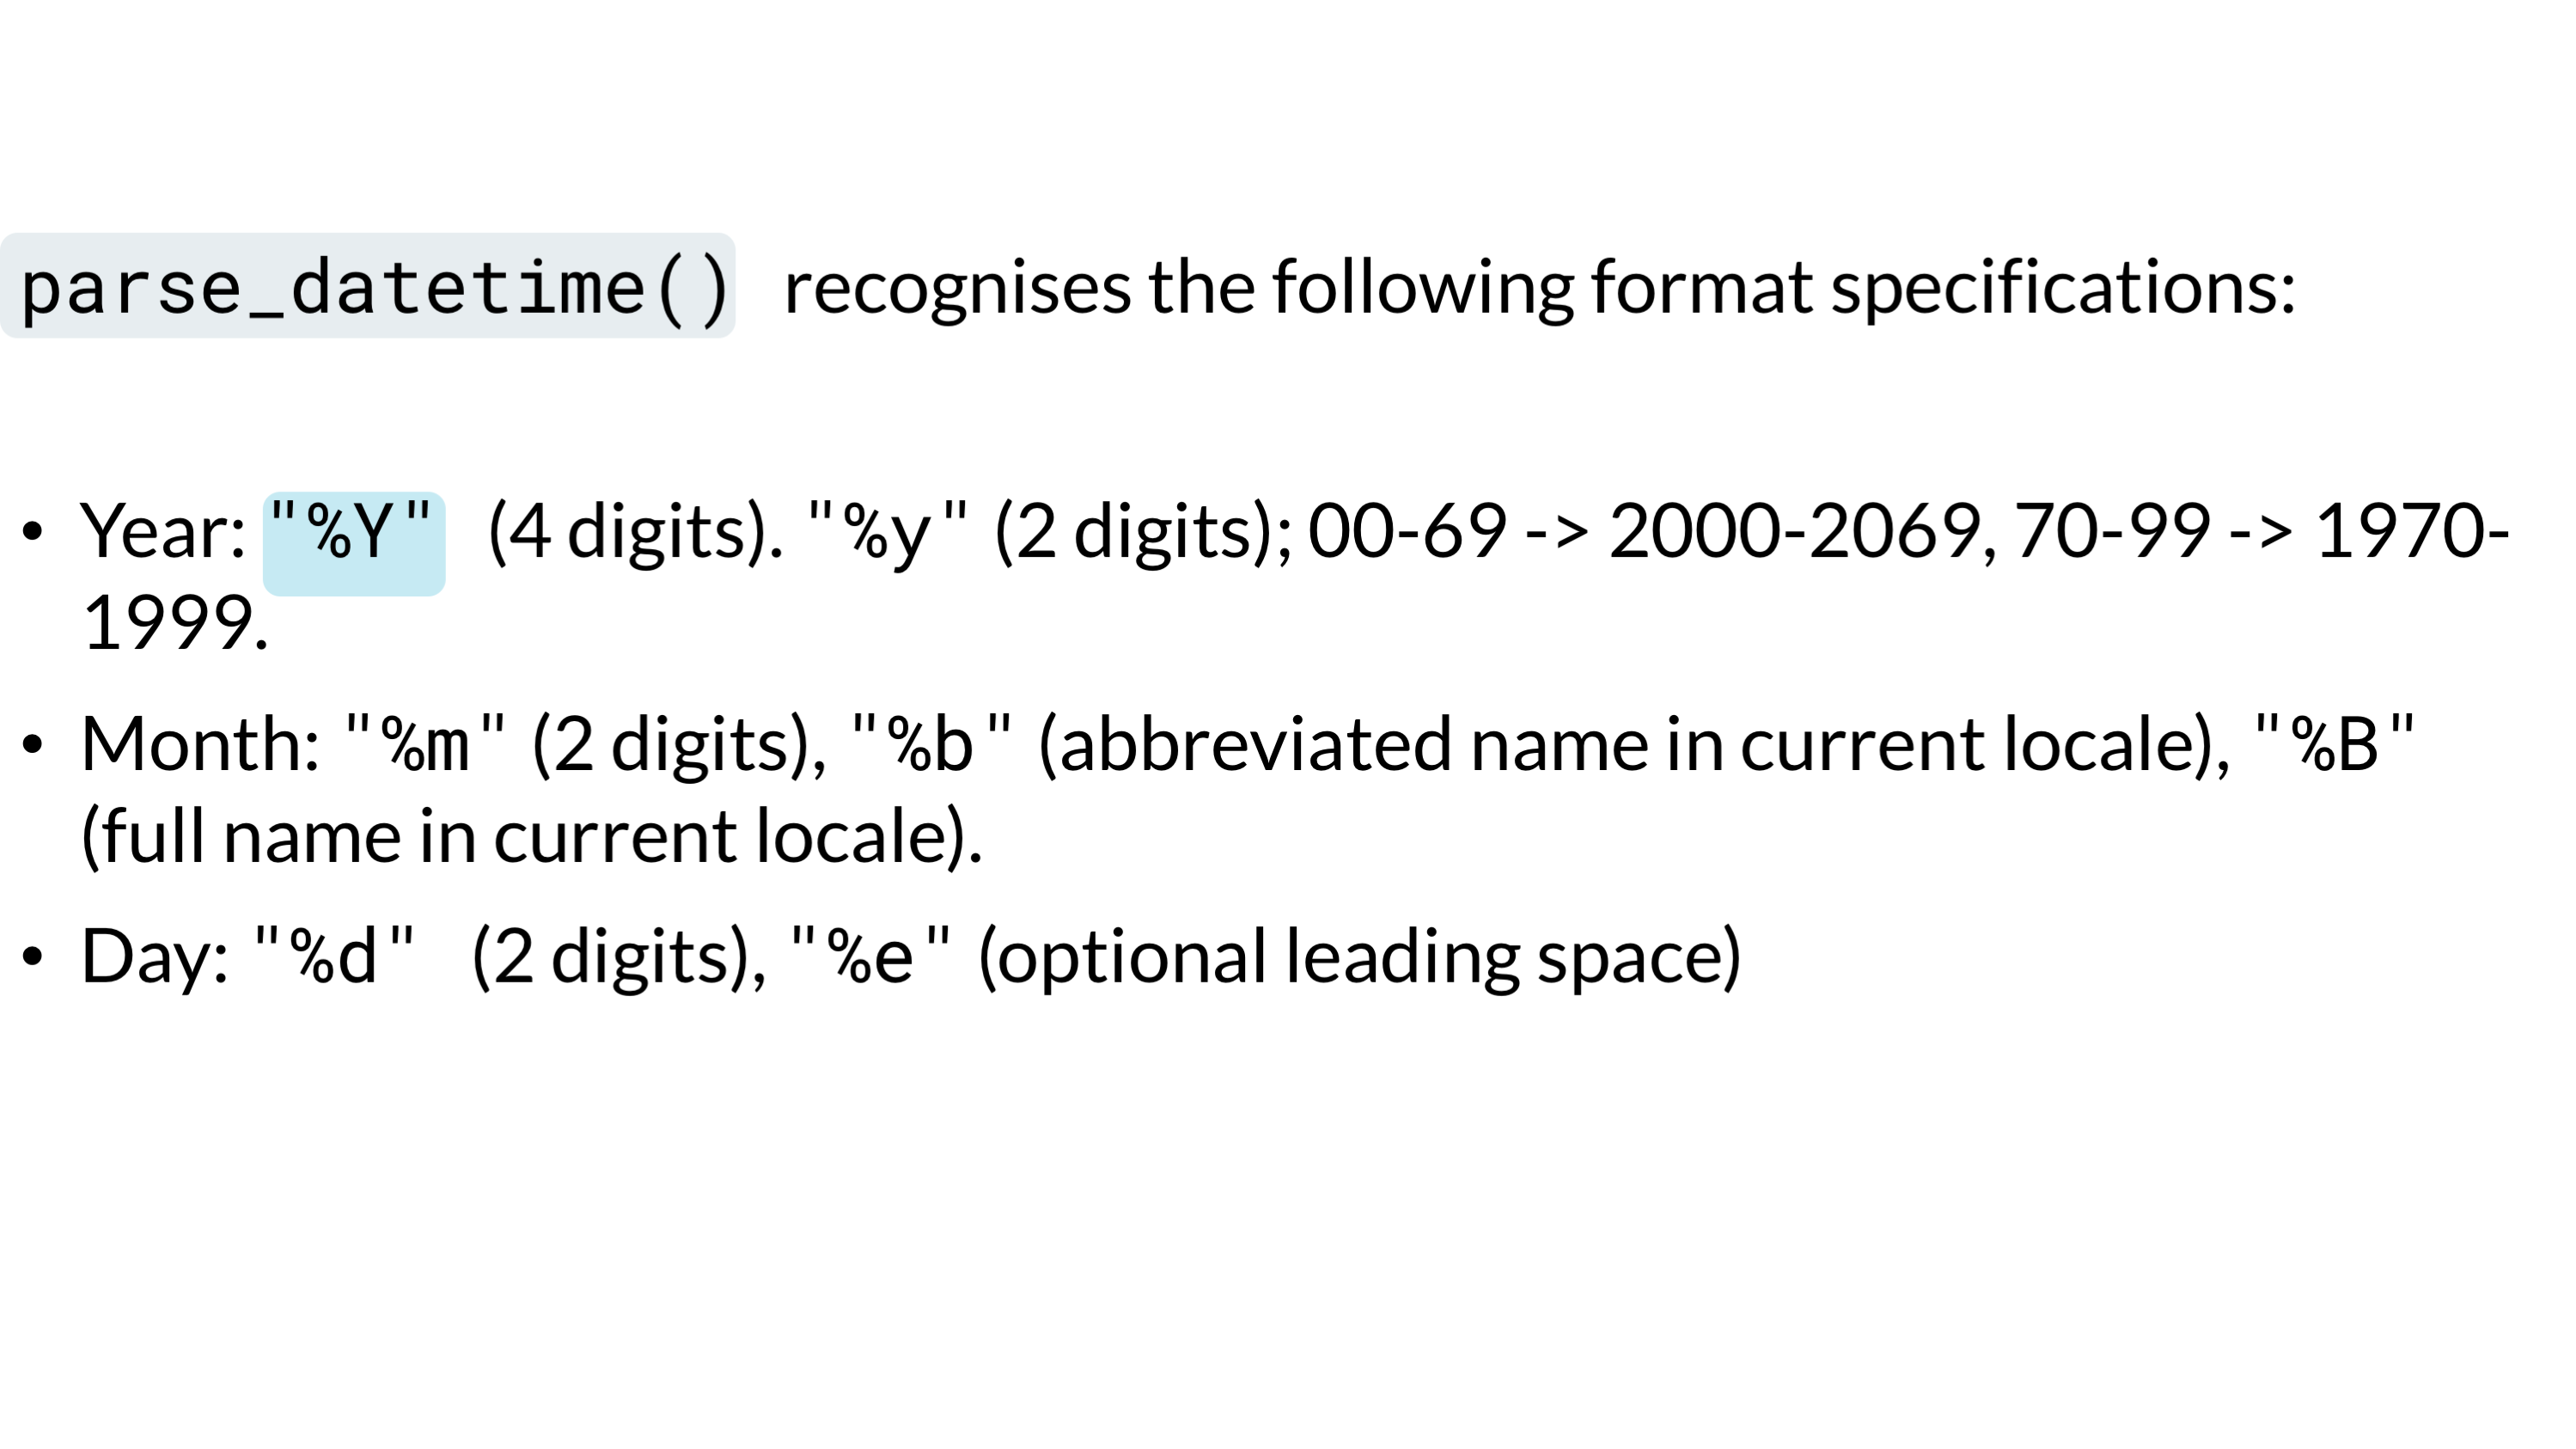 parse_datetime() recognises the following format specifications:
• Year: "%Y" (4 digits). "%y" (2 digits); 00-69 -> 2000-2069, 70-99 -> 1970-
1999.
• Month: "%m" (2 digits), "%b" (abbreviated name in current locale), "%B"
(full name in current locale).
• Day: "%d" (2 digits), "%e" (optional leading space)